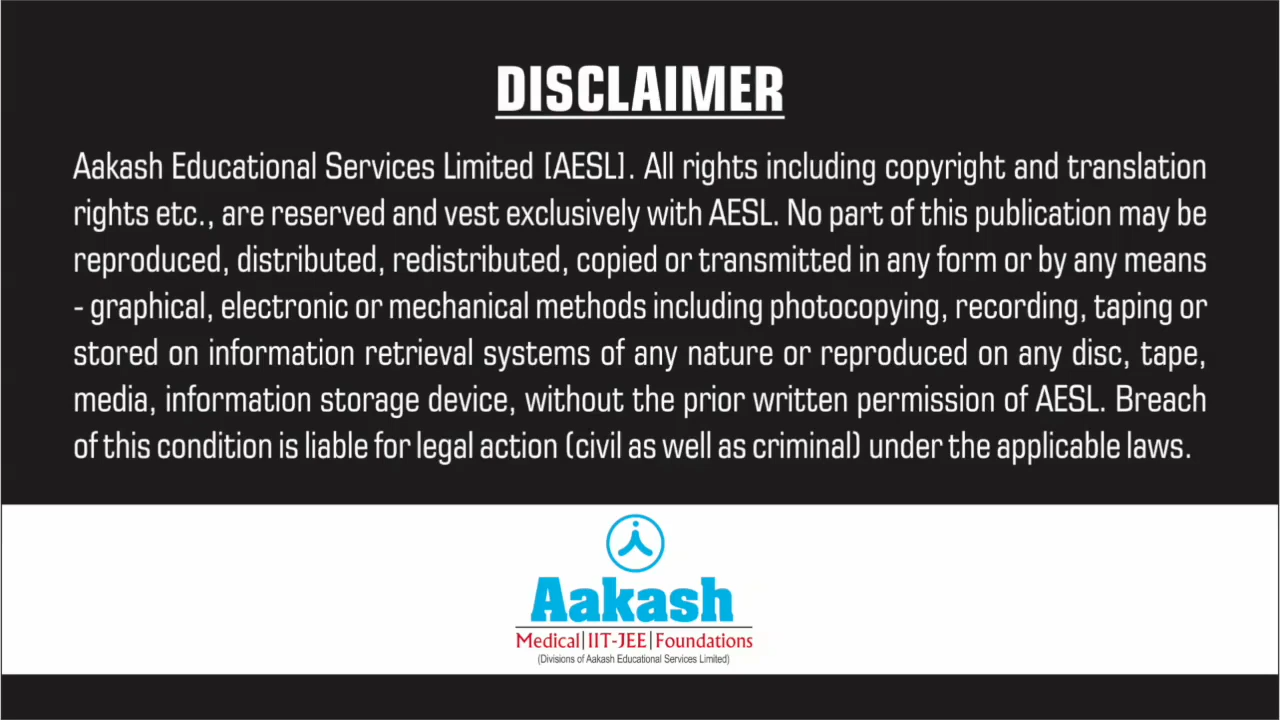 DISCLAIMER
Aakash Educational Services Limited [AESL]. All rights including copyright and translation
rights etc., are reserved and vest exclusively with AESL. No part of this publication may be
reproduced, distributed, redistributed, copied or transmitted in any form or by any means
- graphical, electronic or mechanical methods including photocopying, recording, taping or
stored on information retrieval systems of any nature or reproduced on any disc, tape,
media, information storage device, without the prior written permission of AESL. Breach
of this condition is liable for legal action (civil as well as criminal) under the applicable laws.
Aakash
Medical|IIT-JEE|Foundations
(Divisions of Aakash Educational Services Limited)